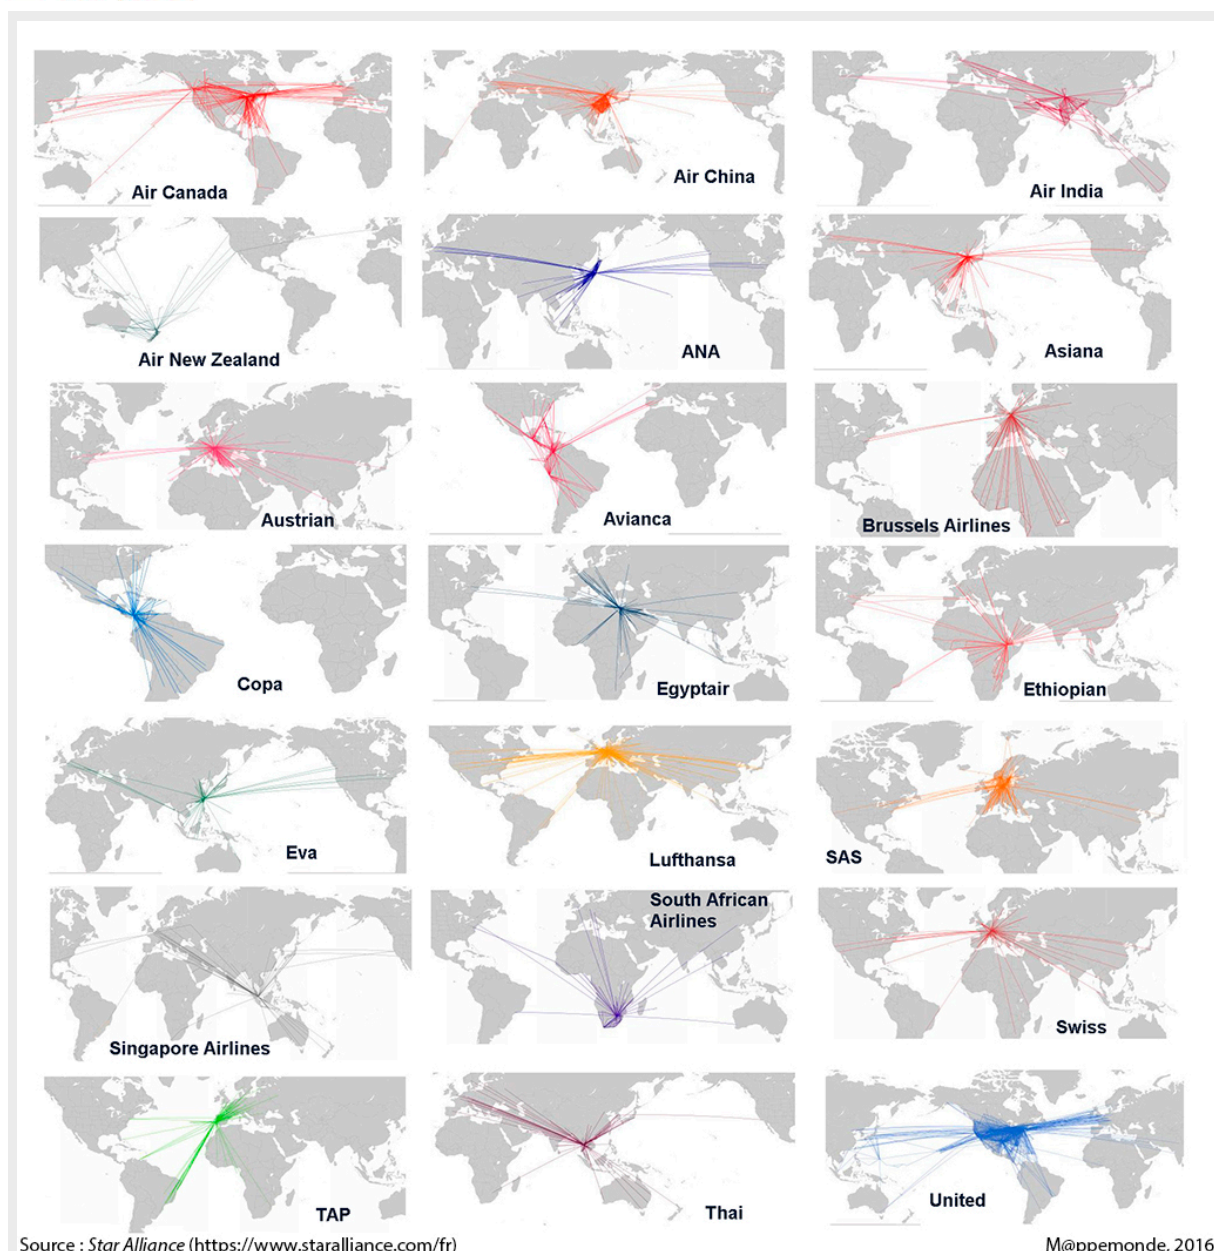 Air Canada
Air China
Air India
Air New Zealand
ANA
Asiana
Austrian
Avianca
Brussels Airlines
Copa
Egyptair
Ethiopian
Eva
Lufthansa
SAS
Singapore Airlines
South African
Airlines
Swiss
TAP
Thai
United
Source : Star Alliance (https://www.staralliance.com/fr)
M@ppemonde, 2016